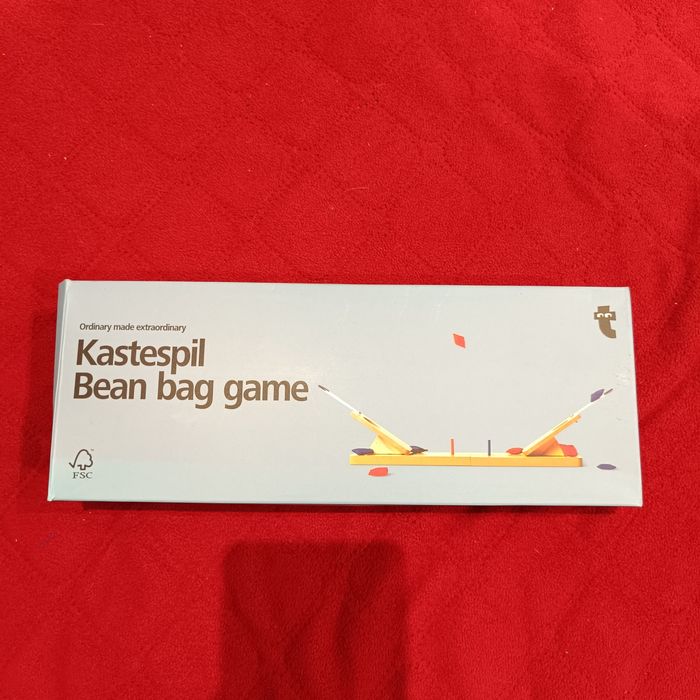 Ordinary made extraordinary
Kastespil
Bean bag game
FSC